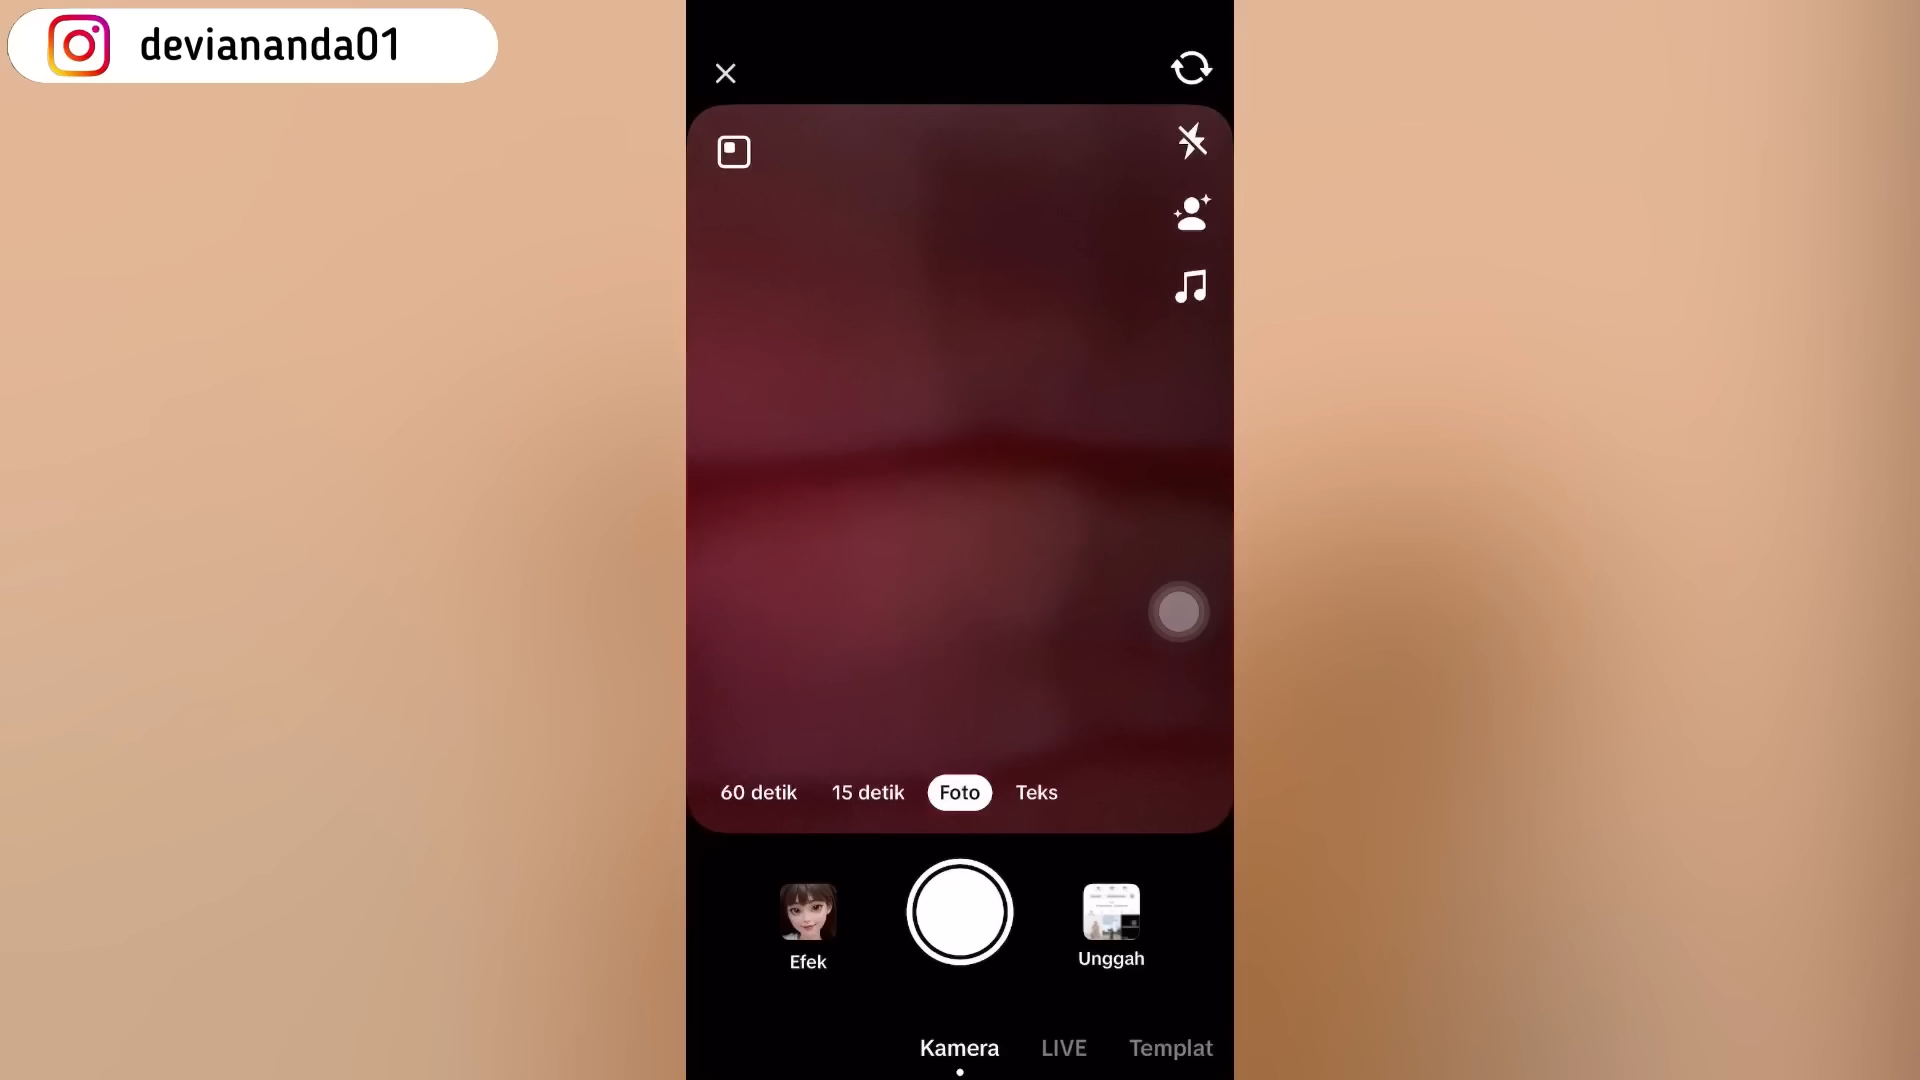 deviananda01
60 detik 15 detik Foto Teks
Efek
Unggah
Kamera LIVE Templat